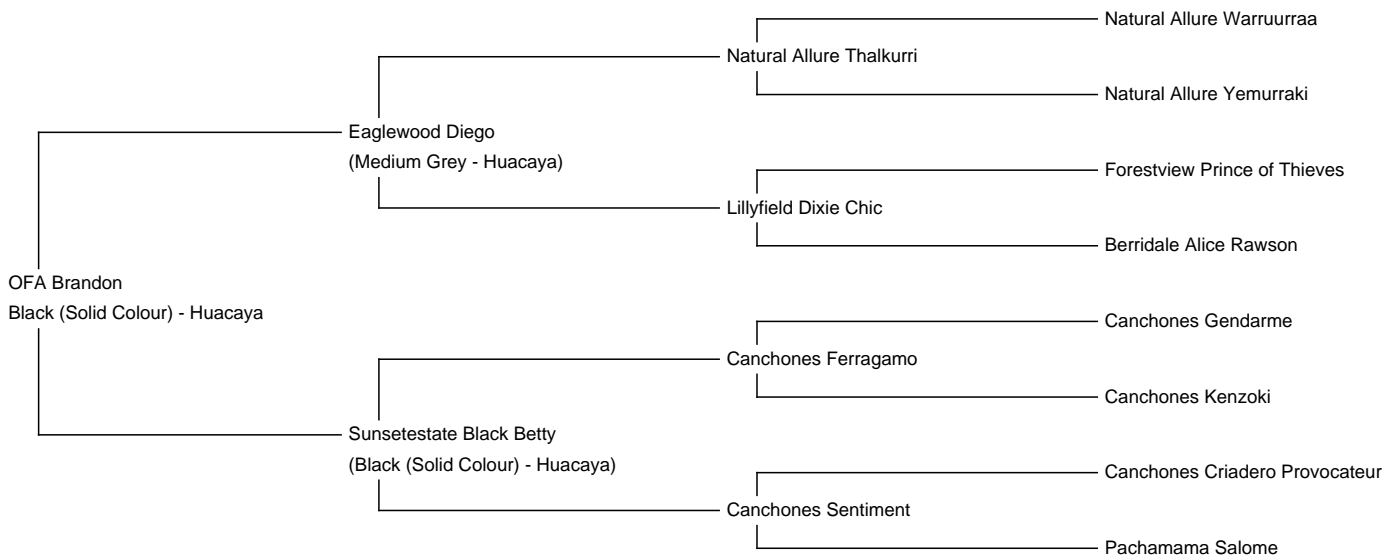 Natural Allure Warruurraa
Natural Allure Thalkurri
Natural Allure Yemurraki
Eaglewood Diego
(Medium Grey - Huacaya)
Forestview Prince of Thieves
Lillyfield Dixie Chic
Berridale Alice Rawson
OFA Brandon
Black (Solid Colour) - Huacaya
Canchones Gendarme
Canchones Ferragamo
Canchones Kenzoki
Sunsetestate Black Betty
(Black (Solid Colour) - Huacaya)
Canchones Criadero Provocateur
Canchones Sentiment
Pachamama Salome